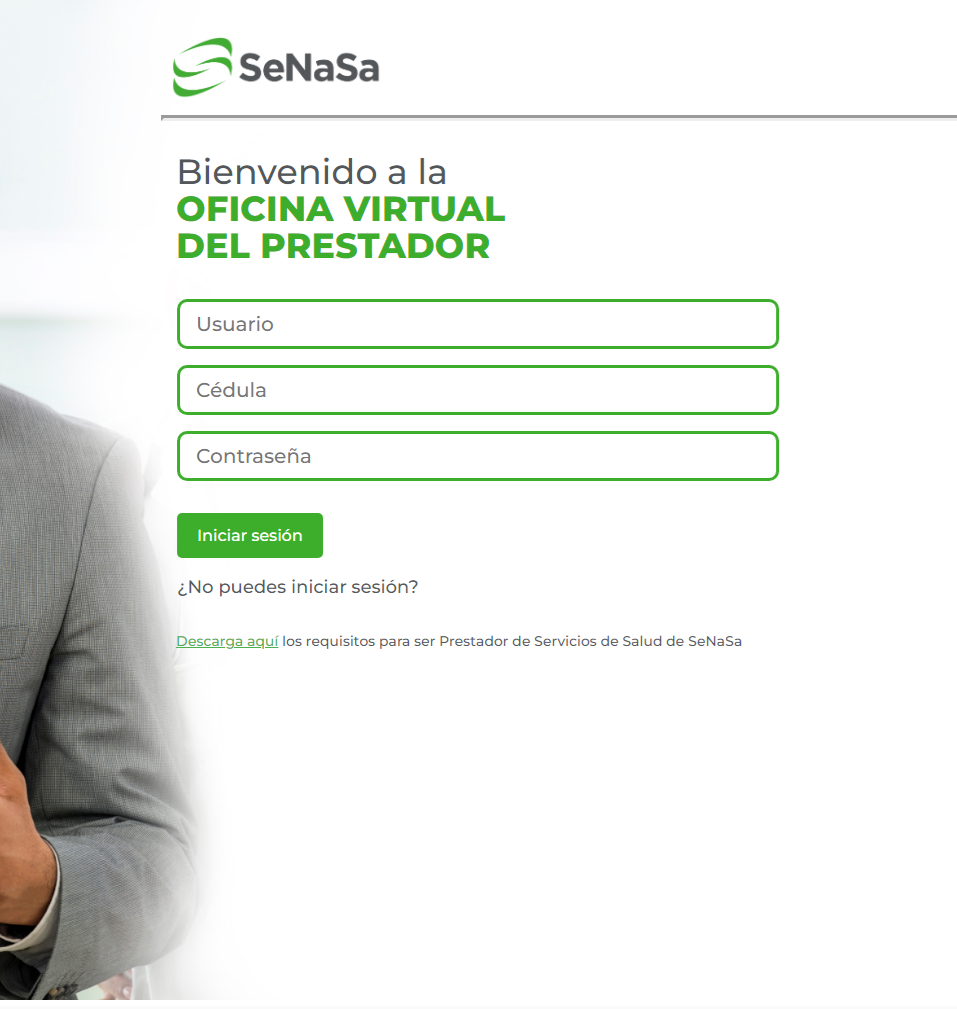 SeNaSa
Bienvenido a la
OFICINA VIRTUAL
DEL PRESTADOR
Usuario
Cédula
Contraseña
Iniciar sesión
¿No puedes iniciar sesión?
Descarga aquí los requisitos para ser Prestador de Servicios de Salud de SeNaSa